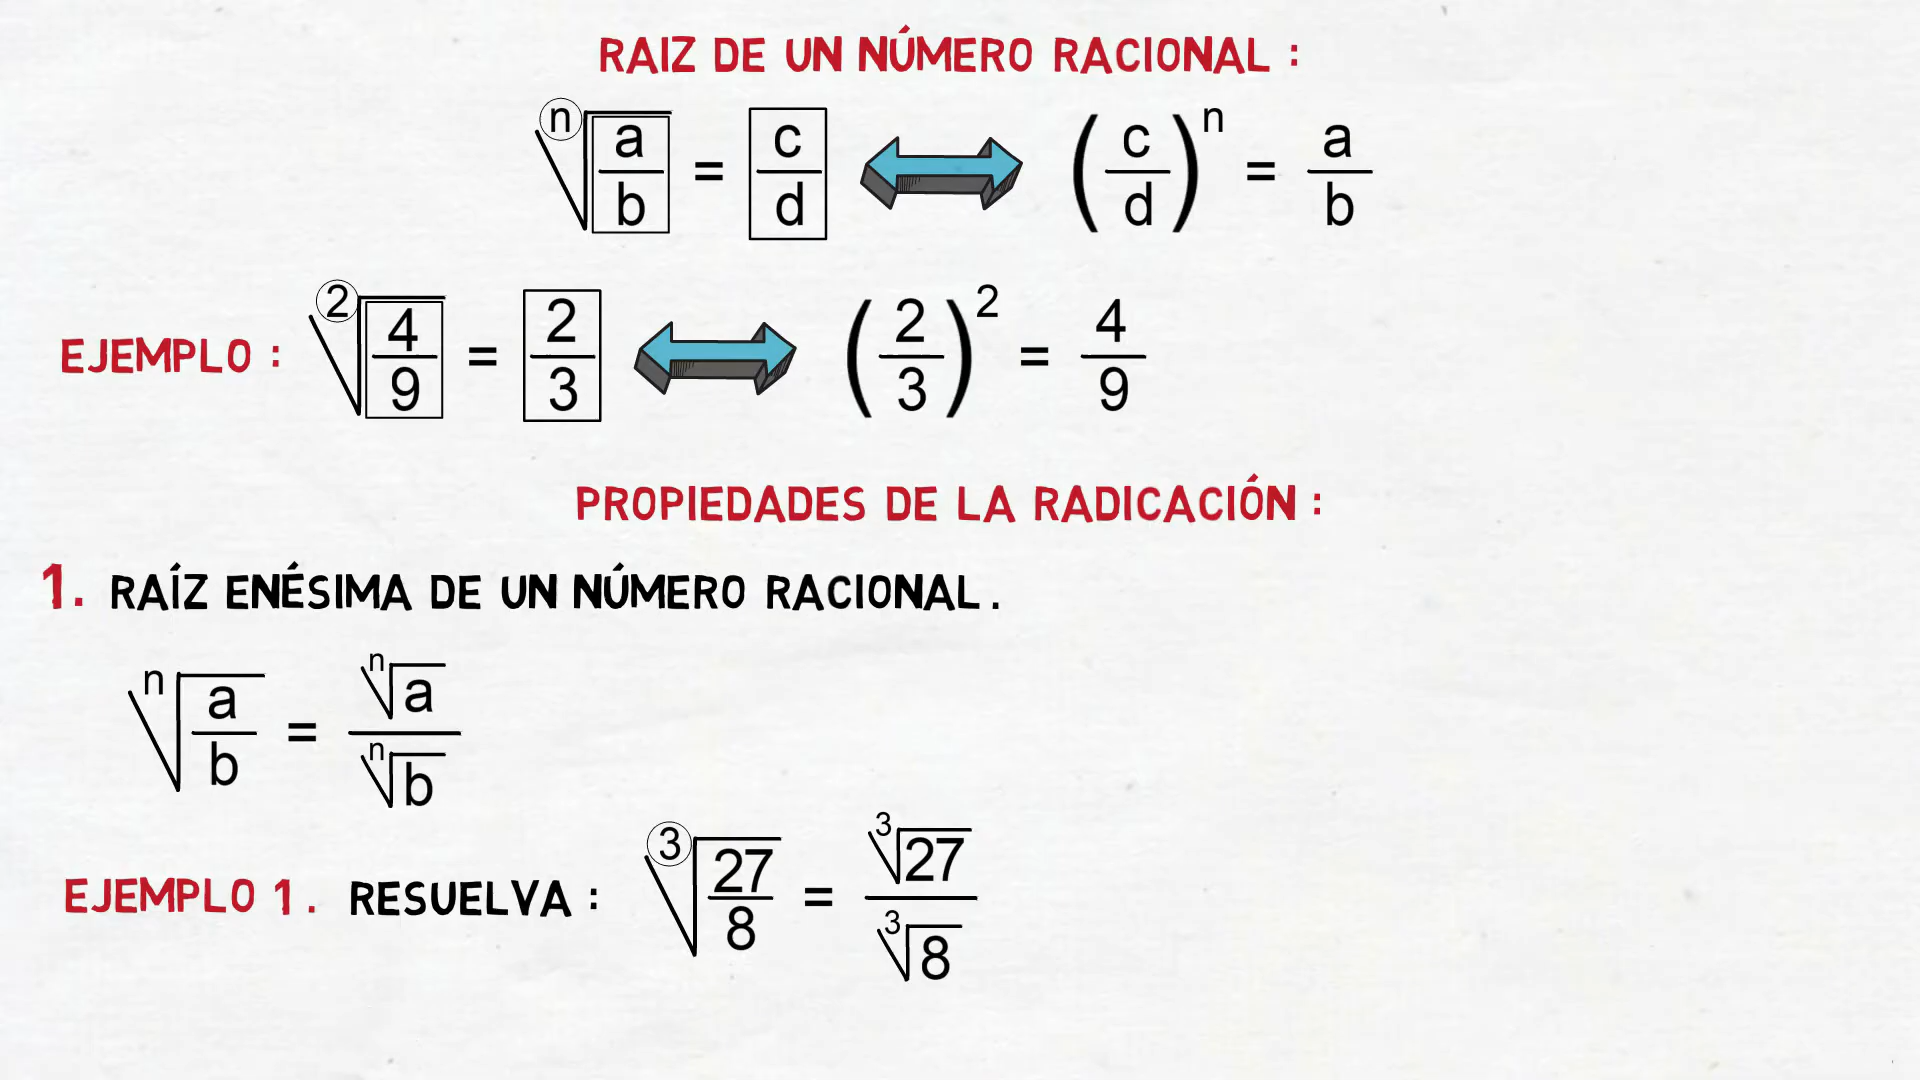 RAIZ DE UN NÚMERO RACIONAL :
ⁿ√(a/b) = c/d ⟺ (c/d)ⁿ = a/b
EJEMPLO : ²√(4/9) = 2/3 ⟺ (2/3)² = 4/9
PROPIEDADES DE LA RADICACIÓN :
1. RAÍZ ENÉSIMA DE UN NÚMERO RACIONAL.
ⁿ√(a/b) = ⁿ√a / ⁿ√b
EJEMPLO 1. RESUELVA : ³√(27/8) = ³√27 / ³√8